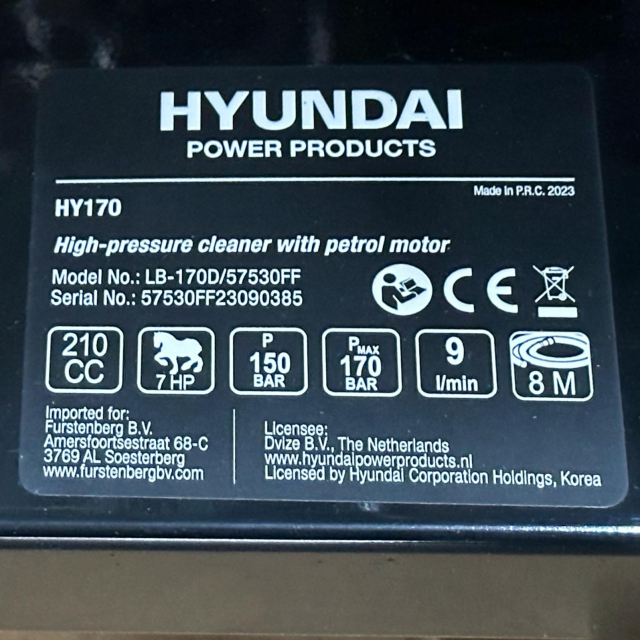 HYUNDAI
POWER PRODUCTS
Made in P.R.C. 2023
HY170
High-pressure cleaner with petrol motor
Model No.: LB-170D/57530FF
Serial No.: 57530FF23090385
210
CC
7 HP
P
150
BAR
PMAX
170
BAR
9
l/min
8 M
Imported for:
Furstenberg B.V.
Amersfoortsestraat 68-C
3769 AL Soesterberg
www.furstenbergbv.com
Licensee:
Dvize B.V., The Netherlands
www.hyundaipowerproducts.nl
Licensed by Hyundai Corporation Holdings, Korea